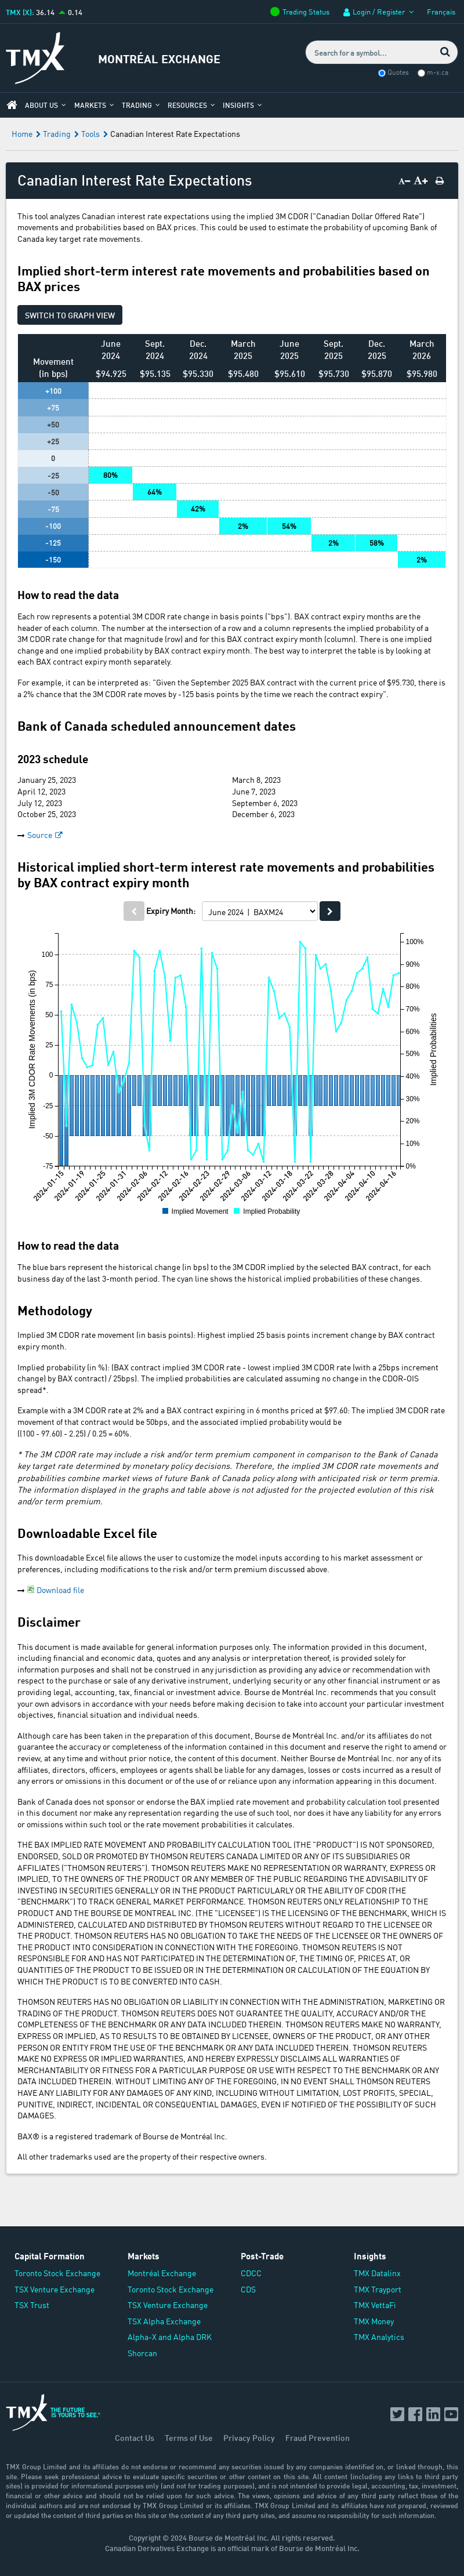 TMX (X): 36.14 0.14
Trading Status
Login / Register
Français
TMX
MONTRÉAL EXCHANGE
Search for a symbol...
Quotes
m-x.ca
ABOUT US
MARKETS
TRADING
RESOURCES
INSIGHTS
Home Trading Tools Canadian Interest Rate Expectations
Canadian Interest Rate Expectations
A− A+
This tool analyzes Canadian interest rate expectations using the implied 3M CDOR ("Canadian Dollar Offered Rate")
movements and probabilities based on BAX prices. This could be used to estimate the probability of upcoming Bank of
Canada key target rate movements.
Implied short-term interest rate movements and probabilities based on
BAX prices
SWITCH TO GRAPH VIEW
Movement (in bps) June 2024 Sept. 2024 Dec. 2024 March 2025 June 2025 Sept. 2025 Dec. 2025 March 2026
$94.925 $95.135 $95.330 $95.480 $95.610 $95.730 $95.870 $95.980
+100
+75
+50
+25
0
-25 80%
-50 64%
-75 42%
-100 2% 54%
-125 2% 58%
-150 2%
How to read the data
Each row represents a potential 3M CDOR rate change in basis points ("bps"). BAX contract expiry months are the
header of each column. The number at the intersection of a row and a column represents the implied probability of a
3M CDOR rate change for that magnitude (row) and for this BAX contract expiry month (column). There is one implied
change and one implied probability by BAX contract expiry month. The best way to interpret the table is by looking at
each BAX contract expiry month separately.
For example, it can be interpreted as: "Given the September 2025 BAX contract with the current price of $95.730, there is
a 2% chance that the 3M CDOR rate moves by -125 basis points by the time we reach the contract expiry".
Bank of Canada scheduled announcement dates
2023 schedule
January 25, 2023 March 8, 2023
April 12, 2023 June 7, 2023
July 12, 2023 September 6, 2023
October 25, 2023 December 6, 2023
Source
Historical implied short-term interest rate movements and probabilities
by BAX contract expiry month
Expiry Month: June 2024 | BAXM24
Implied 3M CDOR Rate Movements (in bps)
100
75
50
25
0
-25
-50
-75
100%
90%
80%
70%
60%
50%
40%
30%
20%
10%
0%
Implied Probabilities
2024-01-15 2024-01-19 2024-01-25 2024-01-31 2024-02-06 2024-02-12 2024-02-16 2024-02-23 2024-02-29 2024-03-06 2024-03-12 2024-03-18 2024-03-22 2024-03-28 2024-04-04 2024-04-10 2024-04-16
Implied Movement Implied Probability
How to read the data
The blue bars represent the historical change (in bps) to the 3M CDOR implied by the selected BAX contract, for each
business day of the last 3-month period. The cyan line shows the historical implied probabilities of these changes.
Methodology
Implied 3M CDOR rate movement (in basis points): Highest implied 25 basis points increment change by BAX contract
expiry month.
Implied probability (in %): (BAX contract implied 3M CDOR rate - lowest implied 3M CDOR rate (with a 25bps increment
change) by BAX contract) / 25bps). The implied probabilities are calculated assuming no change in the CDOR-OIS
spread*.
Example with a 3M CDOR rate at 2% and a BAX contract expiring in 6 months priced at $97.60: The implied 3M CDOR rate
movement of that contract would be 50bps, and the associated implied probability would be
((100 - 97.60) - 2.25) / 0.25 = 60%.
* The 3M CDOR rate may include a risk and/or term premium component in comparison to the Bank of Canada
key target rate determined by monetary policy decisions. Therefore, the implied 3M CDOR rate movements and
probabilities combine market views of future Bank of Canada policy along with anticipated risk or term premia.
The information displayed in the graphs and table above is not adjusted for the projected evolution of this risk
and/or term premium.
Downloadable Excel file
This downloadable Excel file allows the user to customize the model inputs according to his market assessment or
preferences, including modifications to the risk and/or term premium discussed above.
Download file
Disclaimer
This document is made available for general information purposes only. The information provided in this document,
including financial and economic data, quotes and any analysis or interpretation thereof, is provided solely for
information purposes and shall not be construed in any jurisdiction as providing any advice or recommendation with
respect to the purchase or sale of any derivative instrument, underlying security or any other financial instrument or as
legal, accounting, tax, financial or investment advice. Bourse de Montréal Inc. recommends that you consult
your own advisors in accordance with your needs before making decision to take into account your particular investment
objectives, financial situation and individual needs.
Although care has been taken in the preparation of this document, Bourse de Montréal Inc. and/or its affiliates do not
guarantee the accuracy or completeness of the information contained in this document and reserve the right to amend or
review, at any time and without prior notice, the content of this document. Neither Bourse de Montréal Inc. nor any of its
affiliates, directors, officers, employees or agents shall be liable for any damages, losses or costs incurred as a result of
any errors or omissions in this document or of the use of or reliance upon any information appearing in this document.
Bank of Canada does not sponsor or endorse the BAX implied rate movement and probability calculation tool presented
in this document nor make any representation regarding the use of such tool, nor does it have any liability for any errors
or omissions within such tool or the rate movement probabilities it calculates.
THE BAX IMPLIED RATE MOVEMENT AND PROBABILITY CALCULATION TOOL (THE "PRODUCT") IS NOT SPONSORED,
ENDORSED, SOLD OR PROMOTED BY THOMSON REUTERS CANADA LIMITED OR ANY OF ITS SUBSIDIARIES OR
AFFILIATES ("THOMSON REUTERS"). THOMSON REUTERS MAKE NO REPRESENTATION OR WARRANTY, EXPRESS OR
IMPLIED, TO THE OWNERS OF THE PRODUCT OR ANY MEMBER OF THE PUBLIC REGARDING THE ADVISABILITY OF
INVESTING IN SECURITIES GENERALLY OR IN THE PRODUCT PARTICULARLY OR THE ABILITY OF CDOR (THE
"BENCHMARK") TO TRACK GENERAL MARKET PERFORMANCE. THOMSON REUTERS ONLY RELATIONSHIP TO THE
PRODUCT AND THE BOURSE DE MONTREAL INC. (THE "LICENSEE") IS THE LICENSING OF THE BENCHMARK, WHICH IS
ADMINISTERED, CALCULATED AND DISTRIBUTED BY THOMSON REUTERS WITHOUT REGARD TO THE LICENSEE OR
THE PRODUCT. THOMSON REUTERS HAS NO OBLIGATION TO TAKE THE NEEDS OF THE LICENSEE OR THE OWNERS OF
THE PRODUCT INTO CONSIDERATION IN CONNECTION WITH THE FOREGOING. THOMSON REUTERS IS NOT
RESPONSIBLE FOR AND HAS NOT PARTICIPATED IN THE DETERMINATION OF, THE TIMING OF, PRICES AT, OR
QUANTITIES OF THE PRODUCT TO BE ISSUED OR IN THE DETERMINATION OR CALCULATION OF THE EQUATION BY
WHICH THE PRODUCT IS TO BE CONVERTED INTO CASH.
THOMSON REUTERS HAS NO OBLIGATION OR LIABILITY IN CONNECTION WITH THE ADMINISTRATION, MARKETING OR
TRADING OF THE PRODUCT. THOMSON REUTERS DOES NOT GUARANTEE THE QUALITY, ACCURACY AND/OR THE
COMPLETENESS OF THE BENCHMARK OR ANY DATA INCLUDED THEREIN. THOMSON REUTERS MAKE NO WARRANTY,
EXPRESS OR IMPLIED, AS TO RESULTS TO BE OBTAINED BY LICENSEE, OWNERS OF THE PRODUCT, OR ANY OTHER
PERSON OR ENTITY FROM THE USE OF THE BENCHMARK OR ANY DATA INCLUDED THEREIN. THOMSON REUTERS
MAKE NO EXPRESS OR IMPLIED WARRANTIES, AND HEREBY EXPRESSLY DISCLAIMS ALL WARRANTIES OF
MERCHANTABILITY OR FITNESS FOR A PARTICULAR PURPOSE OR USE WITH RESPECT TO THE BENCHMARK OR ANY
DATA INCLUDED THEREIN. WITHOUT LIMITING ANY OF THE FOREGOING, IN NO EVENT SHALL THOMSON REUTERS
HAVE ANY LIABILITY FOR ANY DAMAGES OF ANY KIND, INCLUDING WITHOUT LIMITATION, LOST PROFITS, SPECIAL,
PUNITIVE, INDIRECT, INCIDENTAL OR CONSEQUENTIAL DAMAGES, EVEN IF NOTIFIED OF THE POSSIBILITY OF SUCH
DAMAGES.
BAX® is a registered trademark of Bourse de Montréal Inc.
All other trademarks used are the property of their respective owners.
Capital Formation
Toronto Stock Exchange
TSX Venture Exchange
TSX Trust
Markets
Montréal Exchange
Toronto Stock Exchange
TSX Venture Exchange
TSX Alpha Exchange
Alpha-X and Alpha DRK
Shorcan
Post-Trade
CDCC
CDS
Insights
TMX Datalinx
TMX Trayport
TMX VettaFi
TMX Money
TMX Analytics
TMX THE FUTURE
IS YOURS TO SEE.
Contact Us Terms of Use Privacy Policy Fraud Prevention
TMX Group Limited and its affiliates do not endorse or recommend any securities issued by any companies identified on, or linked through, this
site. Please seek professional advice to evaluate specific securities or other content on this site. All content (including any links to third party
sites) is provided for informational purposes only (and not for trading purposes), and is not intended to provide legal, accounting, tax, investment,
financial or other advice and should not be relied upon for such advice. The views, opinions and advice of any third party reflect those of the
individual authors and are not endorsed by TMX Group Limited or its affiliates. TMX Group Limited and its affiliates have not prepared, reviewed
or updated the content of third parties on this site or the content of any third party sites, and assume no responsibility for such information.
Copyright © 2024 Bourse de Montréal Inc. All rights reserved.
Canadian Derivatives Exchange is an official mark of Bourse de Montréal Inc.